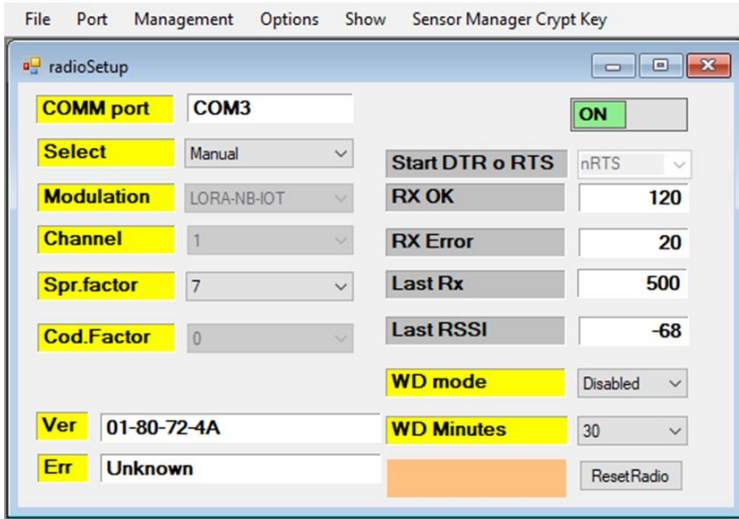 File Port Management Options Show Sensor Manager Crypt Key
radioSetup
COMM port COM3 ON
Select Manual Start DTR o RTS nRTS
Modulation LORA-NB-IOT RX OK 120
Channel 1 RX Error 20
Spr.factor 7 Last Rx 500
Cod.Factor 0 Last RSSI -68
WD mode Disabled
Ver 01-80-72-4A WD Minutes 30
Err Unknown ResetRadio